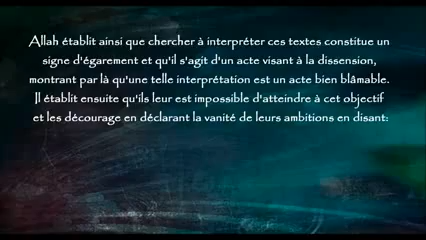 Allah établit ainsi que chercher à interpréter ces textes constitue un
signe d'égarement et qu'il s'agit d'un acte visant à la dissension,
montrant par là qu'une telle interprétation est un acte bien blâmable.
Il établit ensuite qu'ils leur est impossible d'atteindre à cet objectif
et les décourage en déclarant la vanité de leurs ambitions en disant: